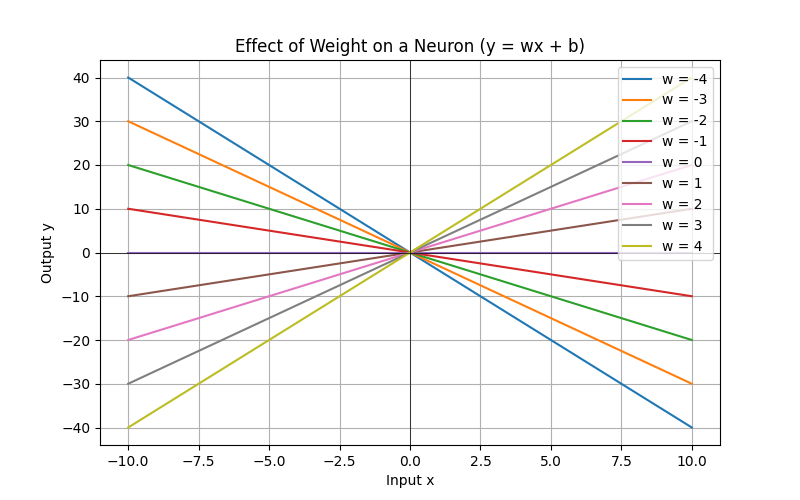 Effect of Weight on a Neuron (y = wx + b)
40
30
20
10
0
−10
−20
−30
−40
Output y
w = -4
w = -3
w = -2
w = -1
w = 0
w = 1
w = 2
w = 3
w = 4
−10.0 −7.5 −5.0 −2.5 0.0 2.5 5.0 7.5 10.0
Input x